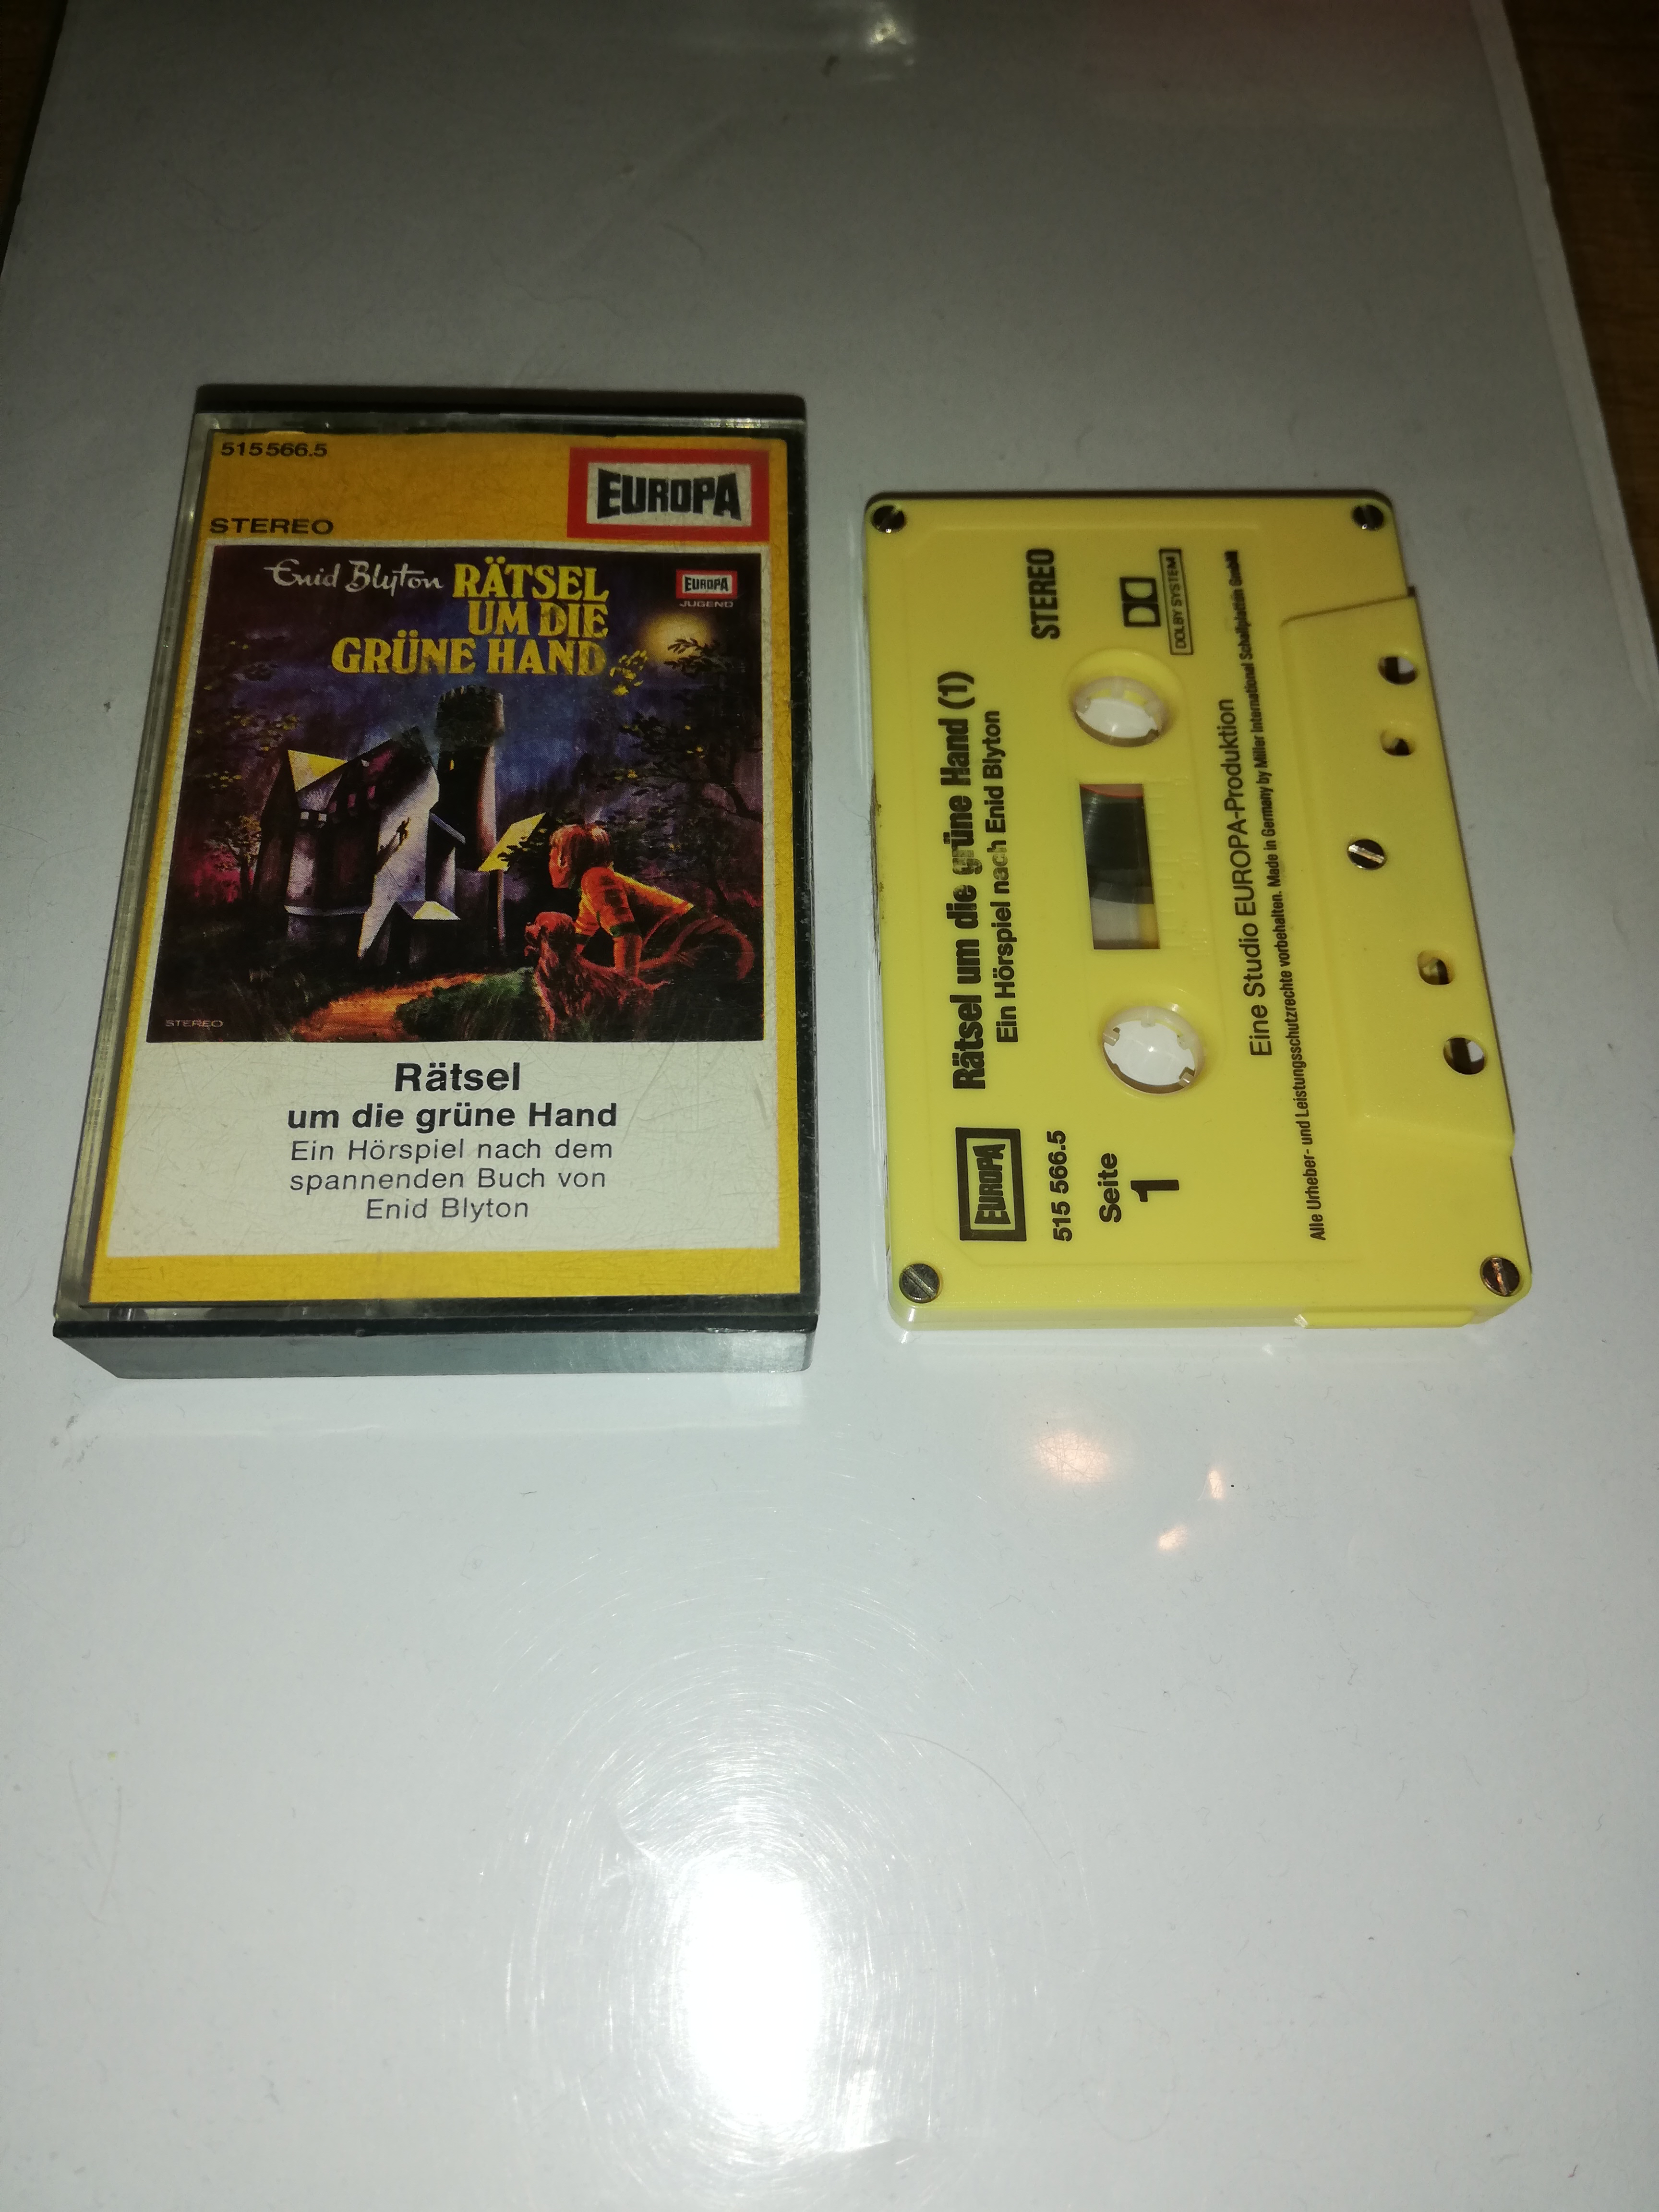 515566.5
EUROPA
STEREO
Enid Blyton RÄTSEL
UM DIE
GRÜNE HAND
EUROPA
JUGEND
STEREO
Rätsel
um die grüne Hand
Ein Hörspiel nach dem
spannenden Buch von
Enid Blyton
EUROPA
515 566.5
Seite
1
Rätsel um die grüne Hand (1)
Ein Hörspiel nach Enid Blyton
STEREO
DOLBY SYSTEM
Eine Studio EUROPA-Produktion
Alle Urheber- und Leistungsschutzrechte vorbehalten. Made in Germany by Miller International Schallplatten GmbH